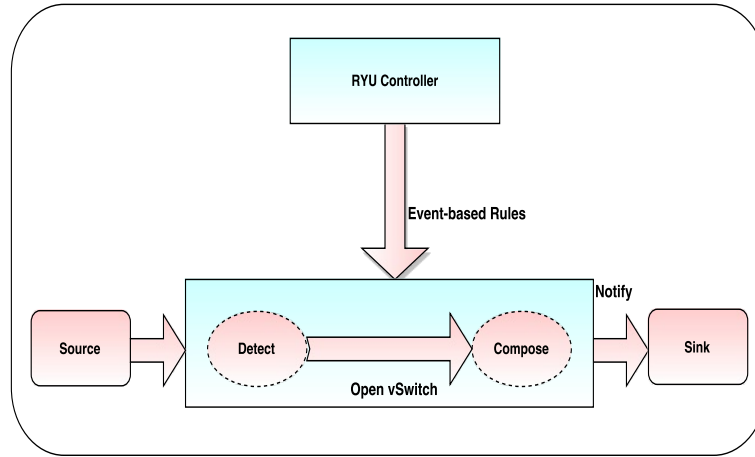 RYU Controller
Event-based Rules
Notify
Source
Detect
Compose
Sink
Open vSwitch